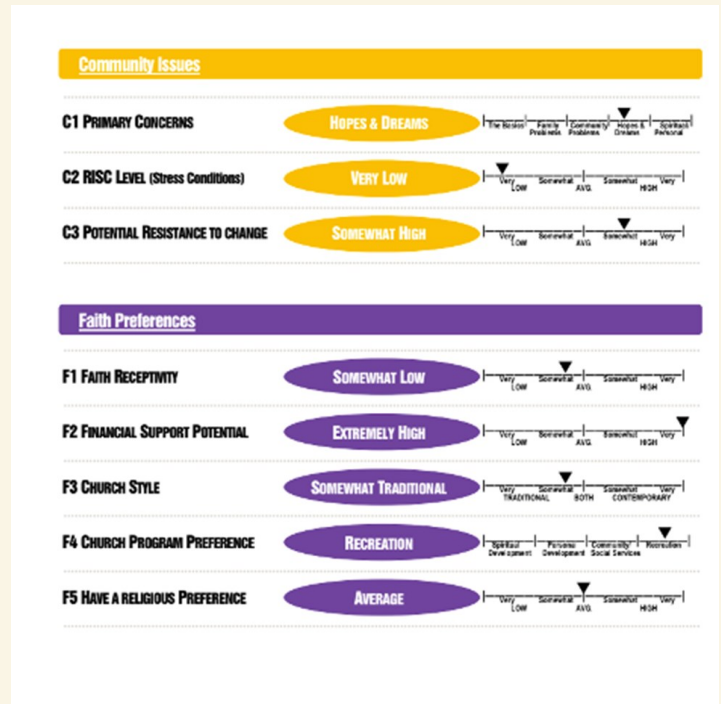 Community Issues
C1 PRIMARY CONCERNS
HOPES & DREAMS
The Basics Family Problems Community Problems Hopes & Dreams Spiritual/ Personal
C2 RISC LEVEL (Stress Conditions)
VERY LOW
Very Somewhat Somewhat Very
LOW AVG. HIGH
C3 POTENTIAL RESISTANCE TO CHANGE
SOMEWHAT HIGH
Very Somewhat Somewhat Very
LOW AVG. HIGH
Faith Preferences
F1 FAITH RECEPTIVITY
SOMEWHAT LOW
Very Somewhat Somewhat Very
LOW AVG. HIGH
F2 FINANCIAL SUPPORT POTENTIAL
EXTREMELY HIGH
Very Somewhat Somewhat Very
LOW AVG. HIGH
F3 CHURCH STYLE
SOMEWHAT TRADITIONAL
Very Somewhat Somewhat Very
TRADITIONAL BOTH CONTEMPORARY
F4 CHURCH PROGRAM PREFERENCE
RECREATION
Spiritual Development Personal Development Community/ Social Services Recreation
F5 HAVE A RELIGIOUS PREFERENCE
AVERAGE
Very Somewhat Somewhat Very
LOW AVG. HIGH